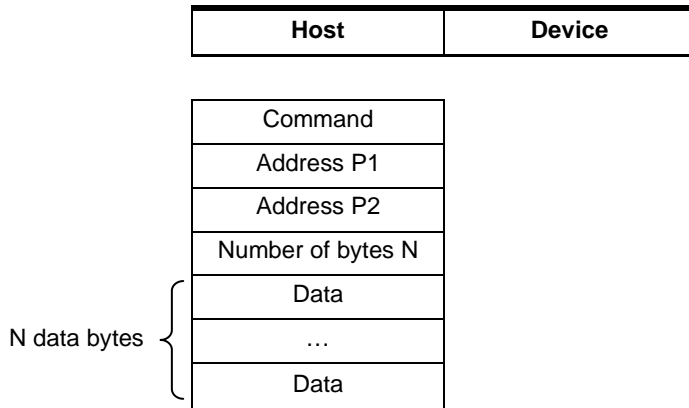 Host Device
Command
Address P1
Address P2
Number of bytes N
Data
N data bytes …
Data